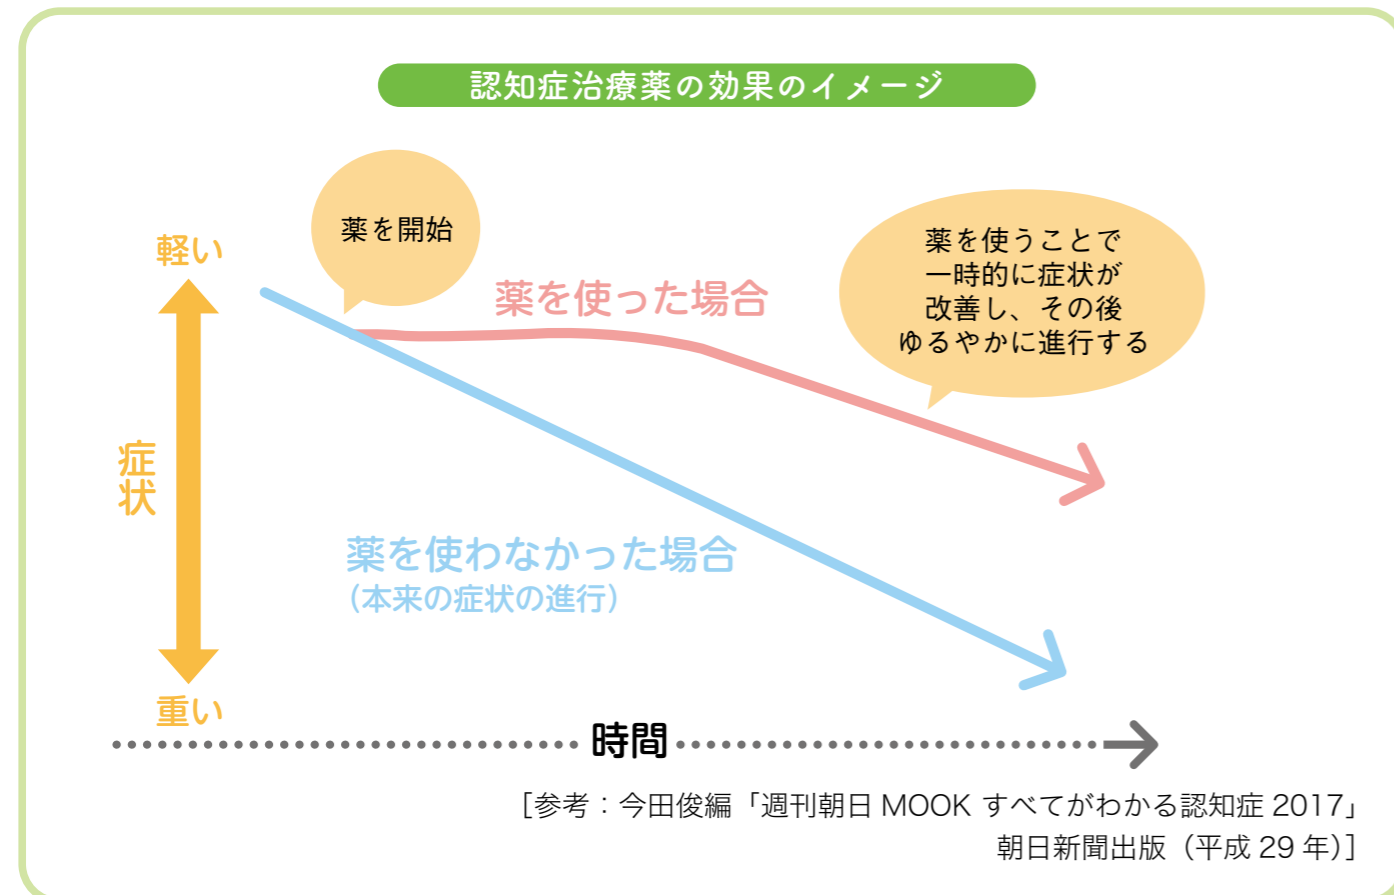 認知症治療薬の効果のイメージ
薬を開始
薬を使うことで
一時的に症状が
改善し、その後
ゆるやかに進行する
軽い
薬を使った場合
症状
薬を使わなかった場合
(本来の症状の進行)
重い
時間
[参考：今田俊編「週刊朝日 MOOK すべてがわかる認知症 2017」
朝日新聞出版（平成 29 年）]